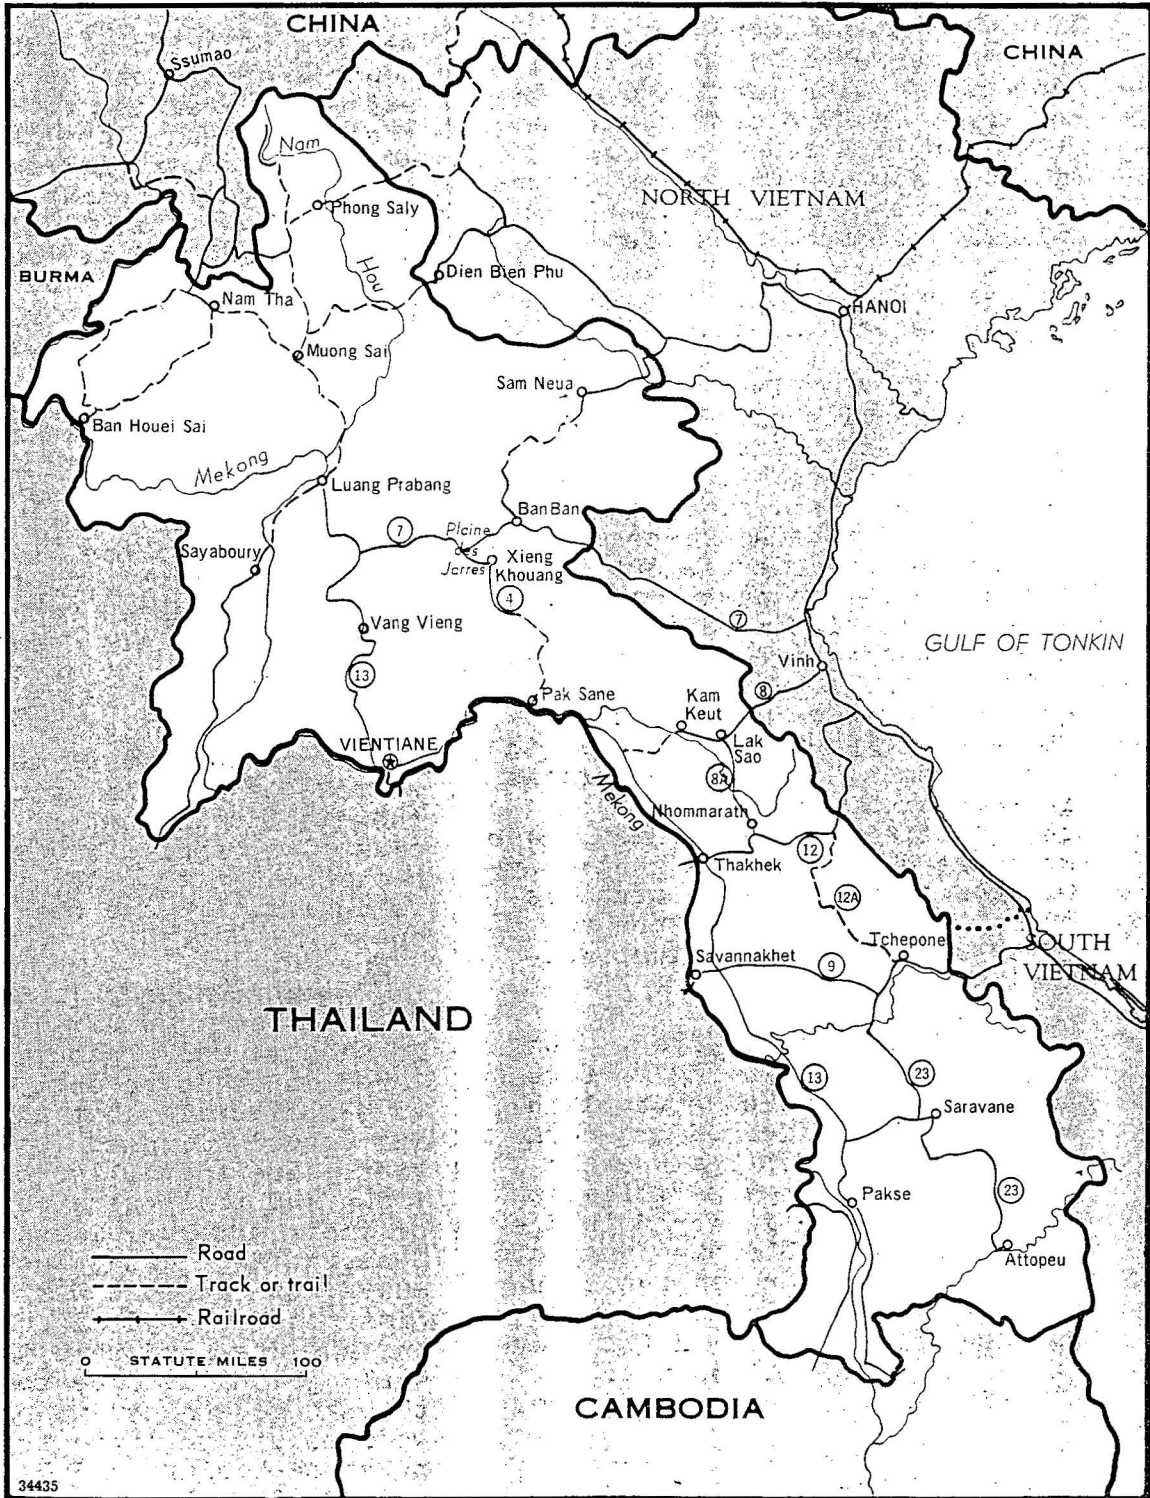 CHINA
CHINA
Ssumao
Nam
NORTH VIETNAM
Phong Saly
BURMA
Hou
Dien Bien Phu
Nam Tha
HANOI
Muong Sai
Sam Neua
Ban Houei Sai
Mekong
Luang Prabang
Ban Ban
7
Plaine
des
Jarres
Sayaboury
Xieng
Khouang
4
7
Vang Vieng
GULF OF TONKIN
Vinh
13
8
Pak Sane
Kam
Keut
VIENTIANE
Lak
Sao
8A
Mekong
Nhommarath
12
Thakhek
12A
Tchepone
SOUTH
VIETNAM
Savannakhet
9
THAILAND
13
23
Saravane
Pakse
23
Attopeu
Road
Track or trail
Railroad
0 STATUTE MILES 100
CAMBODIA
34435